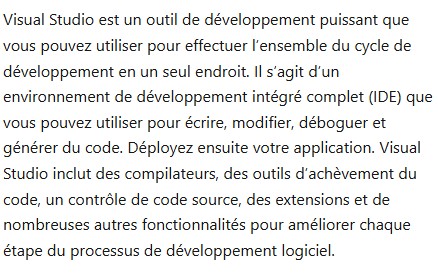 Visual Studio est un outil de développement puissant que
vous pouvez utiliser pour effectuer l’ensemble du cycle de
développement en un seul endroit. Il s’agit d’un
environnement de développement intégré complet (IDE) que
vous pouvez utiliser pour écrire, modifier, déboguer et
générer du code. Déployez ensuite votre application. Visual
Studio inclut des compilateurs, des outils d’achèvement du
code, un contrôle de code source, des extensions et de
nombreuses autres fonctionnalités pour améliorer chaque
étape du processus de développement logiciel.